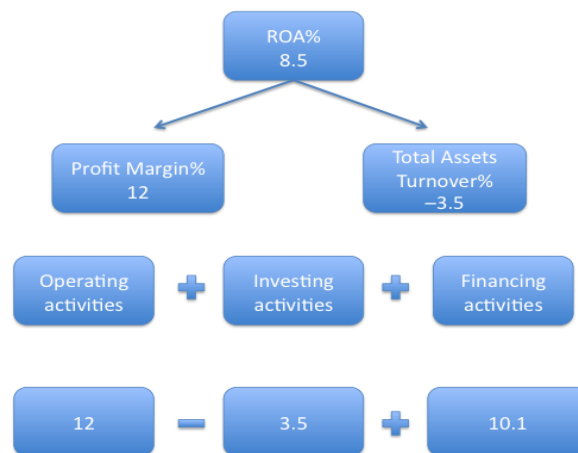 ROA%
8.5
Profit Margin%
12
Total Assets
Turnover%
–3.5
Operating
activities
+
Investing
activities
+
Financing
activities
12
–
3.5
+
10.1